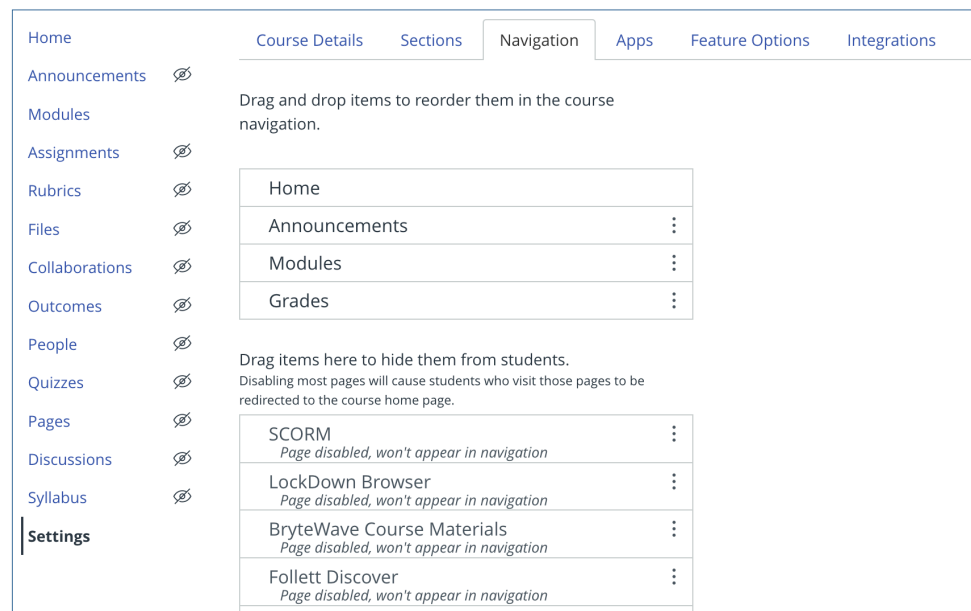 Home
Announcements
Modules
Assignments
Rubrics
Files
Collaborations
Outcomes
People
Quizzes
Pages
Discussions
Syllabus
Settings
Course Details
Sections
Navigation
Apps
Feature Options
Integrations
Drag and drop items to reorder them in the course
navigation.
Home
Announcements
Modules
Grades
Drag items here to hide them from students.
Disabling most pages will cause students who visit those pages to be
redirected to the course home page.
SCORM
Page disabled, won't appear in navigation
LockDown Browser
Page disabled, won't appear in navigation
BryteWave Course Materials
Page disabled, won't appear in navigation
Follett Discover
Page disabled, won't appear in navigation